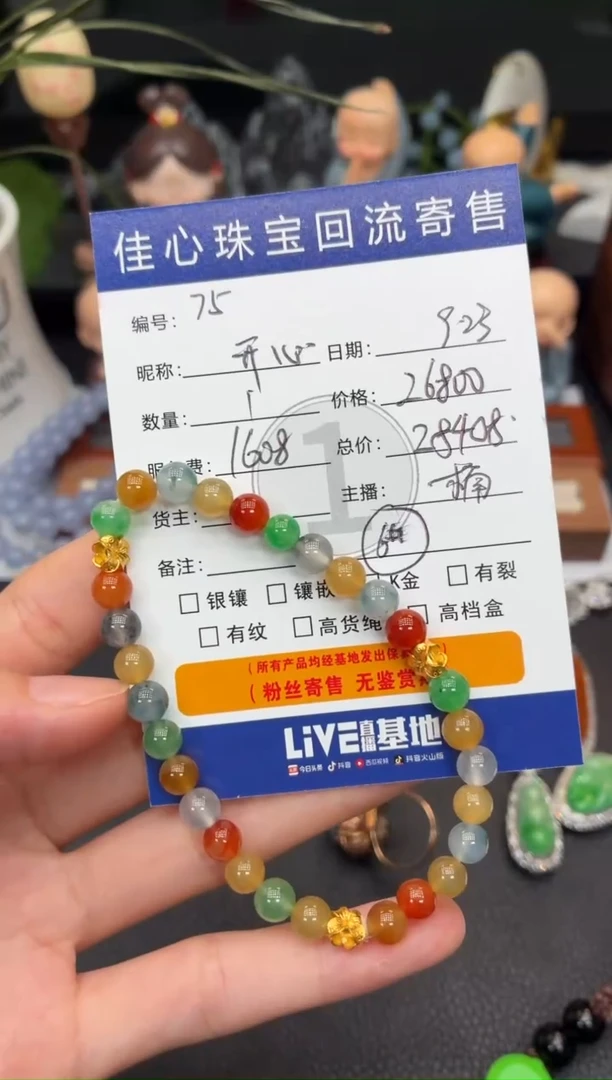 佳心珠宝回流寄售
编号: 75
昵称: 开心 日期: 9.23
数量: 1 价格: 26800
费: 1608 总价: 28408
货主: 主播: 楠
备注:
银镶 镶嵌 K金 有裂
有纹 高货绳 高档盒
(所有产品均经基地发出保
(粉丝寄售 无鉴赏
LiVE直播基地
今日头条 抖音 西瓜视频 抖音火山版